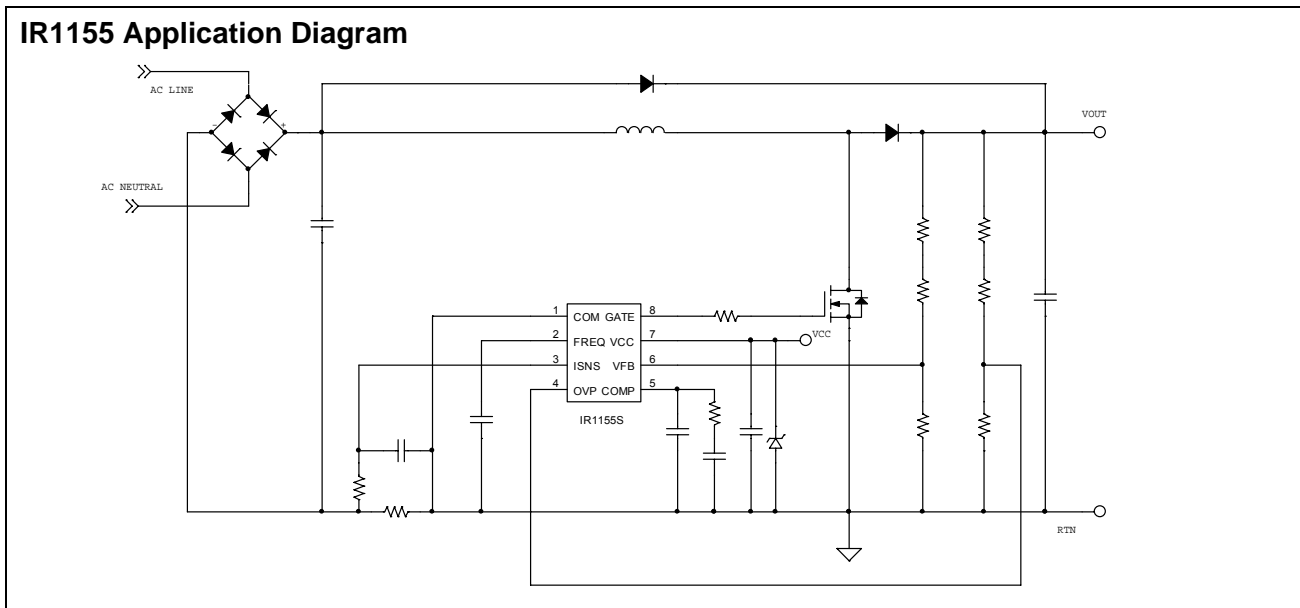 IR1155 Application Diagram
AC LINE
VOUT
- +
AC NEUTRAL
1 COM GATE 8
2 FREQ VCC 7
VCC
3 ISNS VFB 6
4 OVP COMP 5
IR1155S
RTN